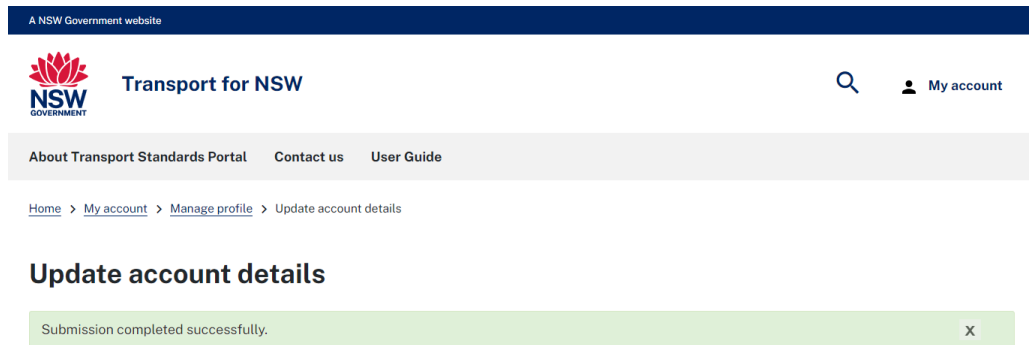 A NSW Government website
NSW
GOVERNMENT
Transport for NSW
My account
About Transport Standards Portal Contact us User Guide
Home > My account > Manage profile > Update account details
Update account details
Submission completed successfully. X